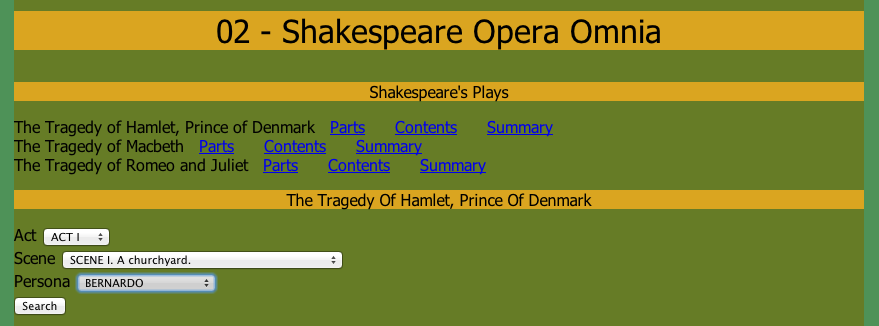 02 - Shakespeare Opera Omnia
Shakespeare's Plays
The Tragedy of Hamlet, Prince of Denmark Parts Contents Summary
The Tragedy of Macbeth Parts Contents Summary
The Tragedy of Romeo and Juliet Parts Contents Summary
The Tragedy Of Hamlet, Prince Of Denmark
Act ACT I
Scene SCENE I. A churchyard.
Persona BERNARDO
Search